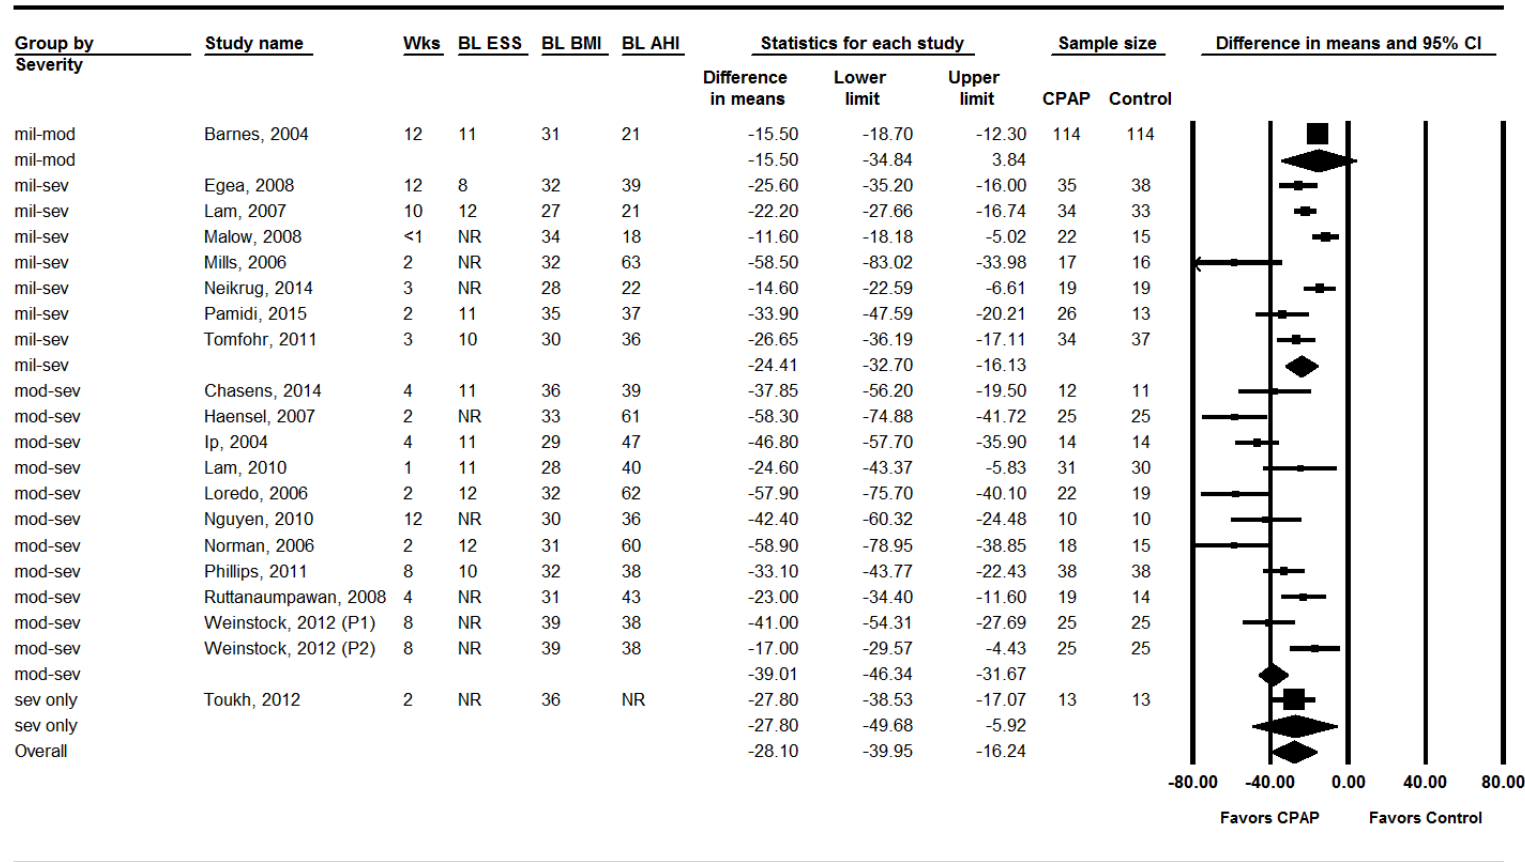 Group by Study name Wks BL ESS BL BMI BL AHI Statistics for each study Sample size Difference in means and 95% CI
Severity
Difference Lower Upper
in means limit limit CPAP Control
mil-mod Barnes, 2004 12 11 31 21 -15.50 -18.70 -12.30 114 114
mil-mod -15.50 -34.84 3.84
mil-sev Egea, 2008 12 8 32 39 -25.60 -35.20 -16.00 35 38
mil-sev Lam, 2007 10 12 27 21 -22.20 -27.66 -16.74 34 33
mil-sev Malow, 2008 <1 NR 34 18 -11.60 -18.18 -5.02 22 15
mil-sev Mills, 2006 2 NR 32 63 -58.50 -83.02 -33.98 17 16
mil-sev Neikrug, 2014 3 NR 28 22 -14.60 -22.59 -6.61 19 19
mil-sev Pamidi, 2015 2 11 35 37 -33.90 -47.59 -20.21 26 13
mil-sev Tomfohr, 2011 3 10 30 36 -26.65 -36.19 -17.11 34 37
mil-sev -24.41 -32.70 -16.13
mod-sev Chasens, 2014 4 11 36 39 -37.85 -56.20 -19.50 12 11
mod-sev Haensel, 2007 2 NR 33 61 -58.30 -74.88 -41.72 25 25
mod-sev Ip, 2004 4 11 29 47 -46.80 -57.70 -35.90 14 14
mod-sev Lam, 2010 1 11 28 40 -24.60 -43.37 -5.83 31 30
mod-sev Loredo, 2006 2 12 32 62 -57.90 -75.70 -40.10 22 19
mod-sev Nguyen, 2010 12 NR 30 36 -42.40 -60.32 -24.48 10 10
mod-sev Norman, 2006 2 12 31 60 -58.90 -78.95 -38.85 18 15
mod-sev Phillips, 2011 8 10 32 38 -33.10 -43.77 -22.43 38 38
mod-sev Ruttanaumpawan, 2008 4 NR 31 43 -23.00 -34.40 -11.60 19 14
mod-sev Weinstock, 2012 (P1) 8 NR 39 38 -41.00 -54.31 -27.69 25 25
mod-sev Weinstock, 2012 (P2) 8 NR 39 38 -17.00 -29.57 -4.43 25 25
mod-sev -39.01 -46.34 -31.67
sev only Toukh, 2012 2 NR 36 NR -27.80 -38.53 -17.07 13 13
sev only -27.80 -49.68 -5.92
Overall -28.10 -39.95 -16.24
-80.00 -40.00 0.00 40.00 80.00
Favors CPAP Favors Control